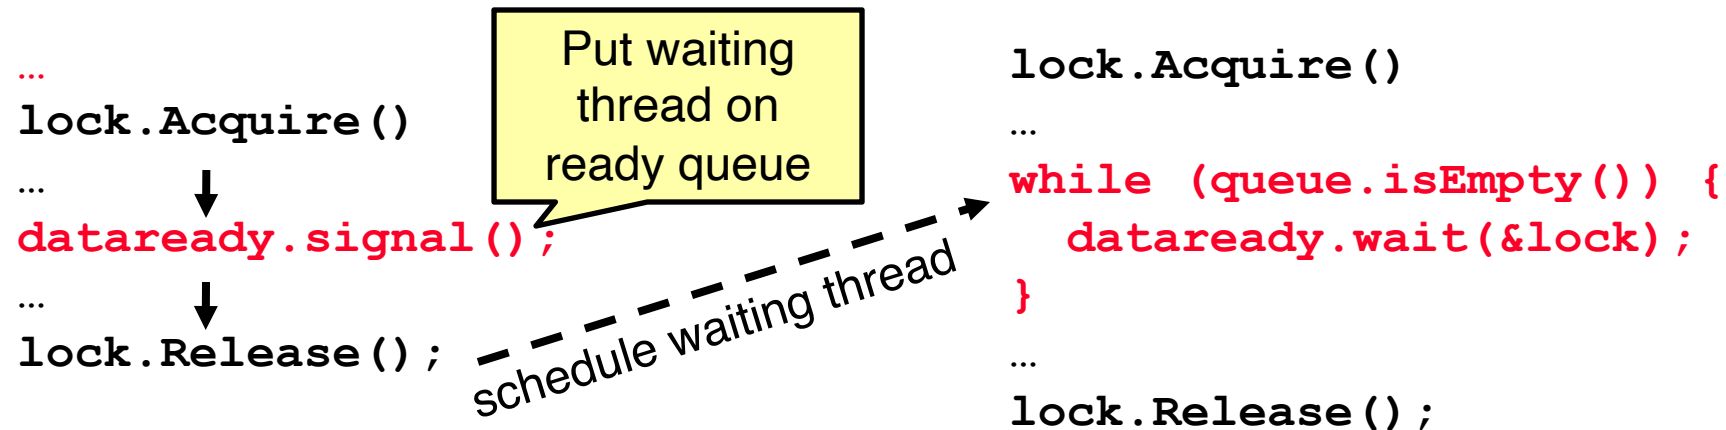 …
lock.Acquire()
…
dataready.signal();
…
lock.Release();
Put waiting
thread on
ready queue
schedule waiting thread
lock.Acquire()
…
while (queue.isEmpty()) {
dataready.wait(&lock);
}
…
lock.Release();